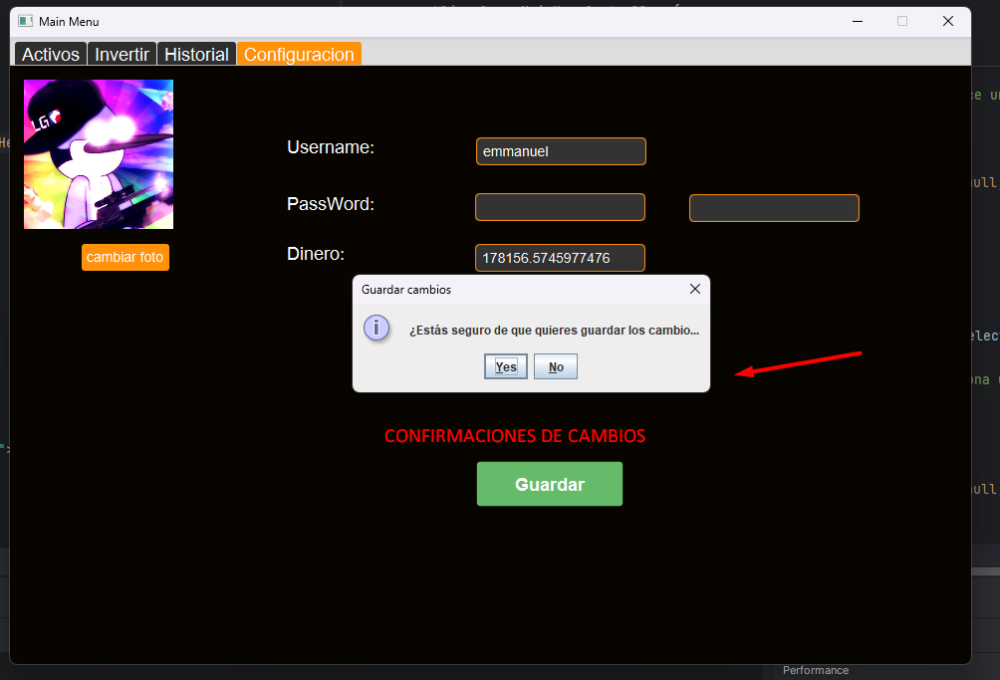 Main Menu
Activos Invertir Historial Configuracion
LG
Username: emmanuel
PassWord:
cambiar foto
Dinero: 178156.5745977476
Guardar cambios
¿Estás seguro de que quieres guardar los cambio...
Yes No
CONFIRMACIONES DE CAMBIOS
Guardar
Performance